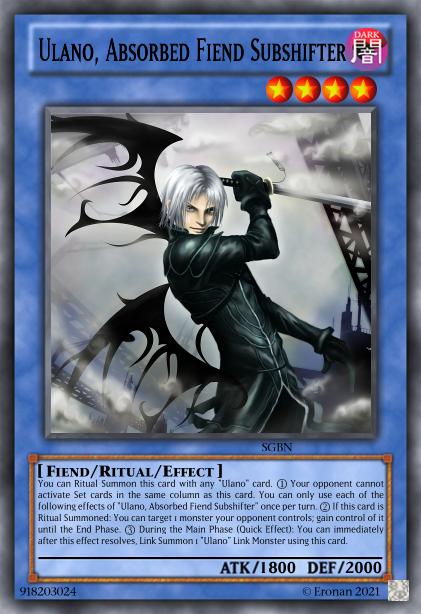 Ulano, Absorbed Fiend Subshifter
DARK
闇
SGBN
[ Fiend/Ritual/Effect ]
You can Ritual Summon this card with any "Ulano" card. ① Your opponent cannot
activate Set cards in the same column as this card. You can only use each of the
following effects of "Ulano, Absorbed Fiend Subshifter" once per turn. ② If this card is
Ritual Summoned: You can target 1 monster your opponent controls; gain control of it
until the End Phase. ③ During the Main Phase (Quick Effect): You can immediately
after this effect resolves, Link Summon 1 "Ulano" Link Monster using this card.
ATK/1800 DEF/2000
918203024
© Eronan 2021